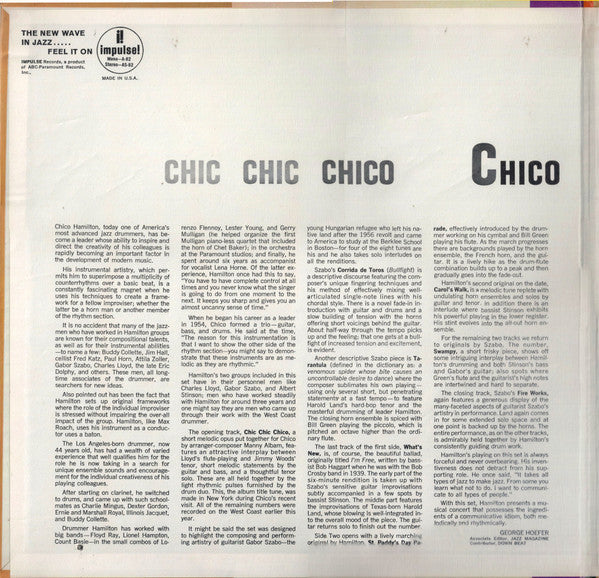 THE NEW WAVE
IN JAZZ.....
FEEL IT ON
IMPULSE Records, a product
of ABC-Paramount Records,
Inc.,
i!
impulse!
Mono—A-82
Stereo—AS-82
MADE IN U.S.A.
CHIC CHIC CHICO CHICO
Chico Hamilton, today one of America's
most advanced jazz drummers, has be-
come a leader whose ability to inspire and
direct the creativity of his colleagues is
rapidly becoming an important factor in
the development of modern music.
His instrumental artistry, which per-
mits him to superimpose a multiplicity of
counterrhythms over a basic beat, is a
constantly fascinating magnet when he
uses his techniques to create a frame-
work for a fellow improviser; whether the
latter be a horn man or another member
of the rhythm section.
It is no accident that many of the jazz-
men who have worked in Hamilton groups
are known for their compositional talents,
as well as for their instrumental abilities
—to name a few: Buddy Collette, Jim Hall,
cellist Fred Katz, Paul Horn, Attila Zoller,
Gabor Szabo, Charles Lloyd, the late Eric
Dolphy, and others. These men, all long-
time associates of the drummer, are
searchers for new ideas.
Also pointed out has been the fact that
Hamilton sets up original frameworks
where the role of the individual improviser
is stressed without impairing the over-all
impact of the group. Hamilton, like Max
Roach, uses his instrument as a conduc-
tor uses a baton.
The Los Angeles-born drummer, now
44 years old, has had a wealth of varied
experience that well qualifies him for the
role he is now taking in a search for
unique ensemble sounds and encourage-
ment for the individual creativeness of his
playing colleagues.
After starting on clarinet, he switched
to drums, and came up with such school-
mates as Charlie Mingus, Dexter Gordon,
Ernie and Marshall Royal, Illinois Jacquet,
and Buddy Collette.
Drummer Hamilton has worked with
big bands—Floyd Ray, Lionel Hampton,
Count Basie—in the small combos of Lo-
renzo Flennoy, Lester Young, and Gerry
Mulligan (he helped organize the first
Mulligan piano-less quartet that included
the horn of Chet Baker); in the orchestra
at the Paramount studios; and finally, he
spent around six years as accompanist
for vocalist Lena Horne. Of the latter ex-
perience, Hamilton once had this to say,
"You have to have complete control at all
times and you never know what the singer
is going to do from one moment to the
next. It keeps you sharp and gives you an
almost uncanny sense of time."
When he began his career as a leader
in 1954, Chico formed a trio—guitar,
bass, and drums. He said at the time,
"The reason for this instrumentation is
that I want to show the other side of the
rhythm section—you might say to demon-
strate that these instruments are as me-
lodic as they are rhythmic."
Hamilton's two groups included in this
set have in their personnel men like
Charles Lloyd, Gabor Szabo, and Albert
Stinson, men who have worked steadily
with Hamilton for around three years and
one might say they are men who came up
through their work with the West Coast
drummer.
The opening track, Chic Chic Chico, a
short melodic opus put together for Chico
by arranger-composer Manny Albam, fea-
tures an attractive interplay between
Lloyd's flute-playing and Jimmy Woods'
tenor, short melodic statements by the
guitar and bass, and a thoughtful tenor
solo. These are all held together by the
light rhythmic pulses furnished by the
drum duo. This, the album title tune, was
made in New York during Chico's recent
visit. All of the remaining numbers were
recorded on the West Coast earlier this
year.
It might be said the set was designed
to highlight the composing and perform-
ing artistry of guitarist Gabor Szabo—the
young Hungarian refugee who left his na-
tive land after the 1956 revolt and came
to America to study at the Berklee School
in Boston—for four of the eight tunes are
his and he also takes solo interludes on
all the renditions.
Szabo's Corrida de Toros (Bullfight) is
a descriptive discourse featuring the com-
poser's unique fingering techniques and
his method of effectively mixing well-
articulated single-note lines with his
chordal style. There is a novel fade-in in-
troduction with guitar and drums and a
slow building of tension with the horns
offering short voicings behind the guitar.
About half-way through the tempo picks
up and the feeling; that one gets at a bull-
fight of increased tension and excitement,
is evident.
Another descriptive Szabo piece is Ta-
rantula (defined in the dictionary as: a
venomous spider whose bite causes an
uncontrollable desire to dance) where the
composer sublimates his own playing—
using only several short, but penetrating
statements at a fast tempo—to feature
Harold Land's hard-bop tenor and the
masterful drumming of leader Hamilton.
The closing horn ensemble is spiced with
Bill Green playing the piccolo, which is
pitched an octave higher than the ordi-
nary flute.
The last track of the first side, What's
New, is, of course, the beautiful ballad,
originally titled I'm Free, written by bass-
ist Bob Haggart when he was with the Bob
Crosby band in 1939. The early part of the
six-minute rendition is taken up with
Szabo's sensitive guitar improvisations
subtly accompanied in a few spots by
bassist Stinson. The middle part features
the improvisations of Texas-born Harold
Land, whose blowing is well-integrated in-
to the overall mood of the piece. The gui-
tar returns solo to finish out the number.
Side Two opens with a lively marching
original by Hamilton, St. Paddy's Day Pa-
rade, effectively introduced by the drum-
mer working on his cymbal and Bill Green
playing his flute. As the march progresses
there are backgrounds played by the horn
ensemble, the French horn, and the gui-
tar. It is a lively hike as the drum-flute
combination builds up to a peak and then
gradually goes into the fade-out.
Hamilton's second original on the date,
Carol's Walk, is a melodic tune replete with
undulating horn ensembles and solos by
guitar and tenor. In addition there is an
interlude where bassist Stinson exhibits
his powerful playing in the lower register.
His stint evolves into the all-out horn en-
semble.
For the remaining two tracks we return
to originals by Szabo. The number,
Swampy, a short frisky piece, shows off
some intriguing interplay between Hamil-
ton's drumming and both Stinson's bass
and Gabor's guitar; also spots where
Green's flute and the guitarist's high notes
are intertwined and hard to separate.
The closing track, Szabo's Fire Works,
again features a generous display of the
many-faceted aspects of guitarist Szabo's
artistry in performance. Land again comes
on for some extended solo space and at
one point is backed up by the horns. The
entire performance, as on the other tracks,
is admirably held together by Hamilton's
consistently guiding drum work.
Hamilton's playing on this set is always
forceful and never overbearing. His inven-
tiveness does not detract from his sup-
porting role. He once said, "it takes all
types of jazz to make jazz. From some you
learn what not to do. I want to communi-
cate to all types of people."
With this set, Hamilton presents a mu-
sical concept that possesses the ingredi-
ents of a communicative idiom, both me-
lodically and rhythmically.
GEORGE HOEFER
Associate Editor, JAZZ MAGAZINE
Contributor, DOWN BEAT